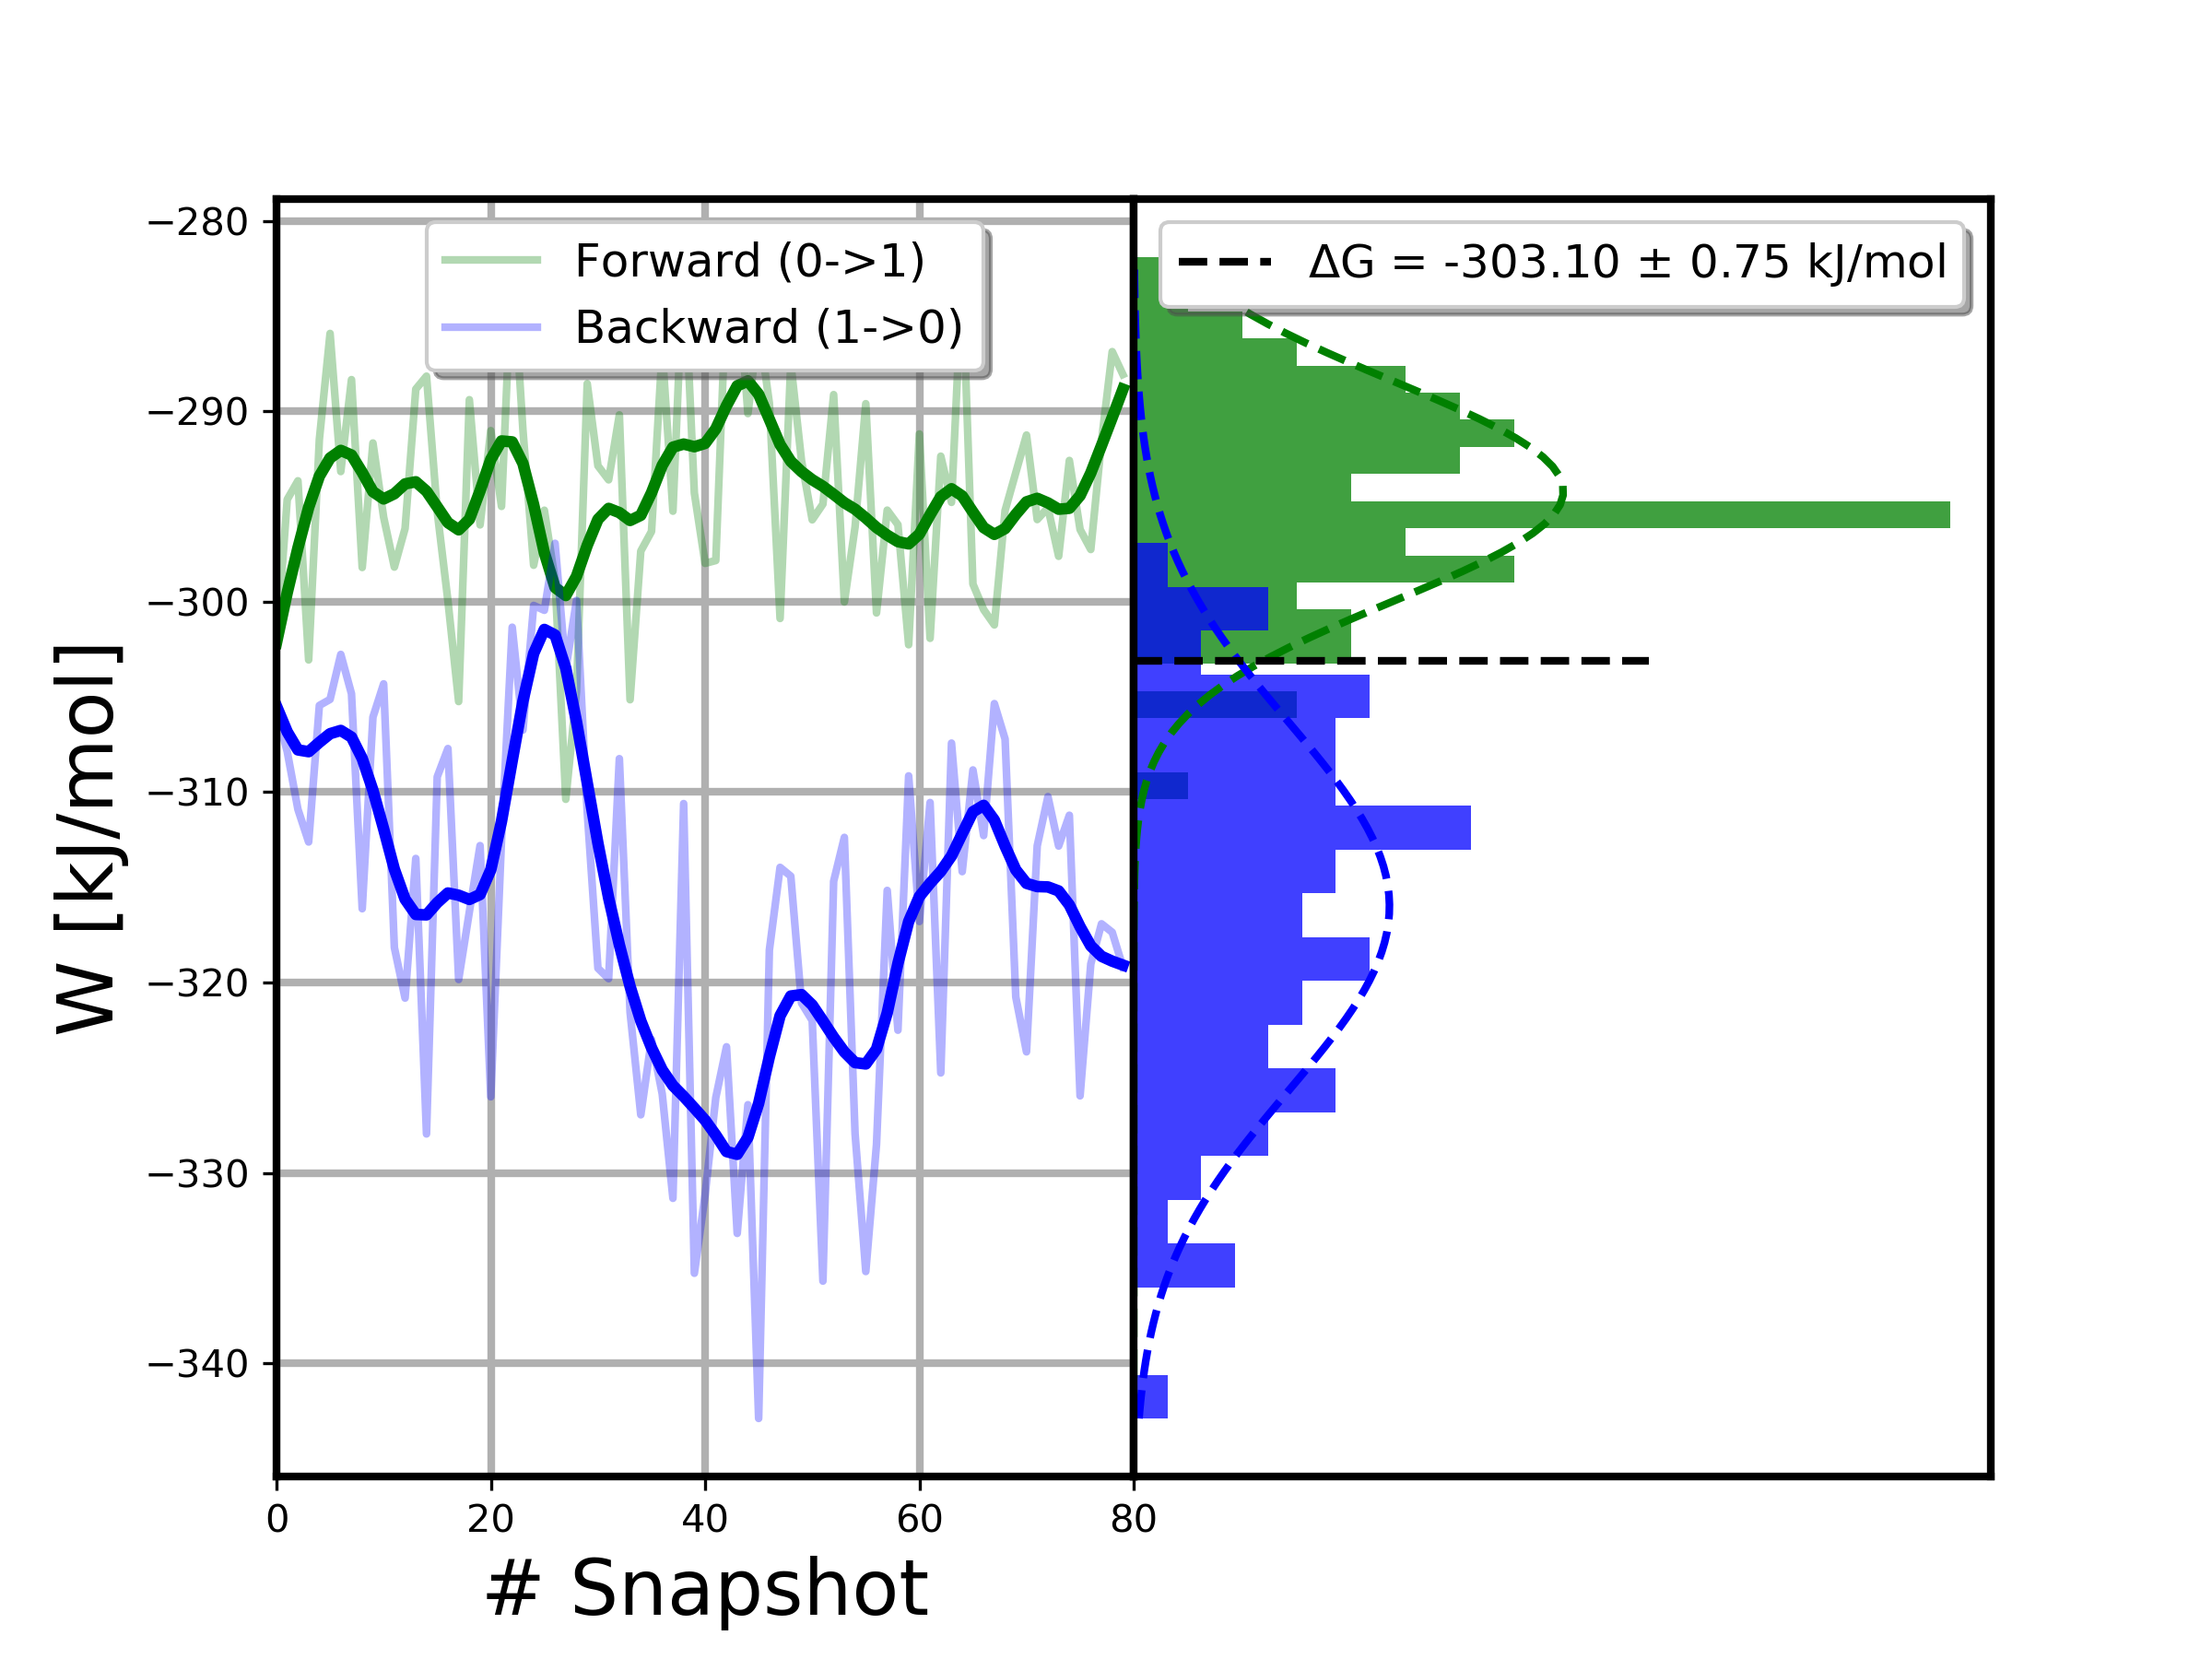 Forward (0->1)
Backward (1->0)
ΔG = -303.10 ± 0.75 kJ/mol
W [kJ/mol]
−280
−290
−300
−310
−320
−330
−340
0 20 40 60 80
# Snapshot